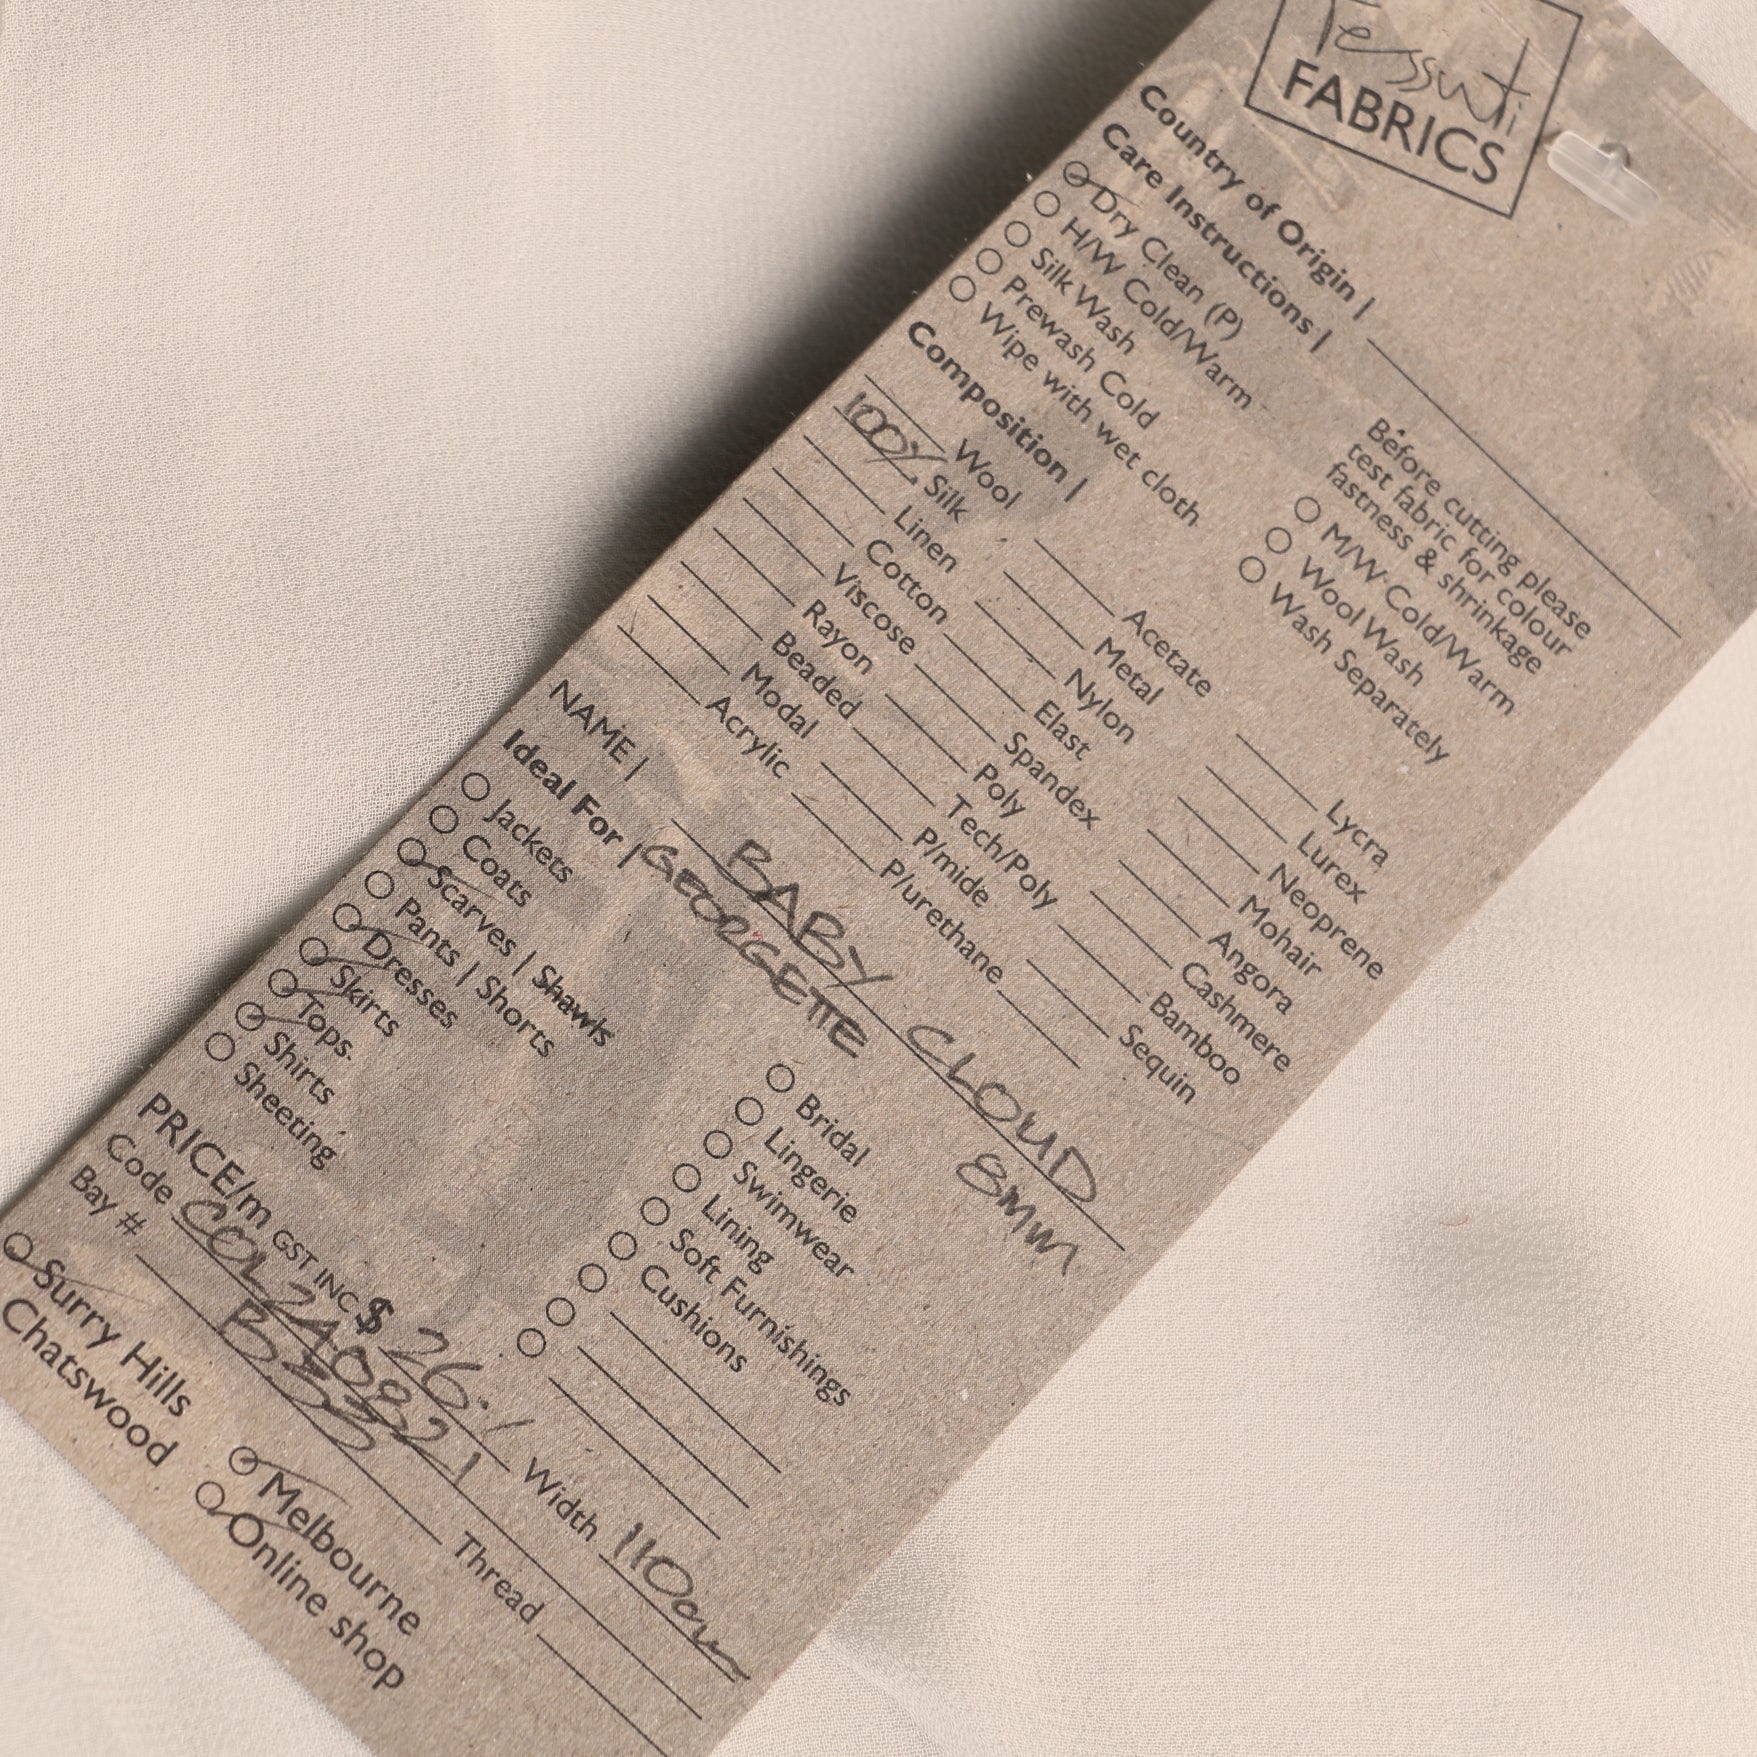 Tessuti
FABRICS
Country of Origin |
Care Instructions |
Dry Clean (P)
H/W Cold/Warm
Silk Wash
Prewash Cold
Wipe with wet cloth
Before cutting please
test fabric for colour
fastness & shrinkage
M/W Cold/Warm
Wool Wash
Wash Separately
Composition |
Wool
100% Silk
Linen
Cotton
Viscose
Rayon
Beaded
Modal
Acrylic
Acetate
Metal
Nylon
Elast
Spandex
Poly
Tech/Poly
P/mide
P/urethane
Lycra
Lurex
Neoprene
Mohair
Angora
Cashmere
Bamboo
Sequin
NAME | BABY CLOUD
GEORGETTE 8MM
Ideal For |
Jackets
Coats
Scarves | Shawls
Pants | Shorts
Dresses
Skirts
Tops
Shirts
Sheeting
Bridal
Lingerie
Swimwear
Lining
Soft Furnishings
Cushions
PRICE/m GST INC $ 26.
Width 110cm
Code COL 240821
Bay # B33
Thread
Surry Hills
Chatswood
Melbourne
Online shop